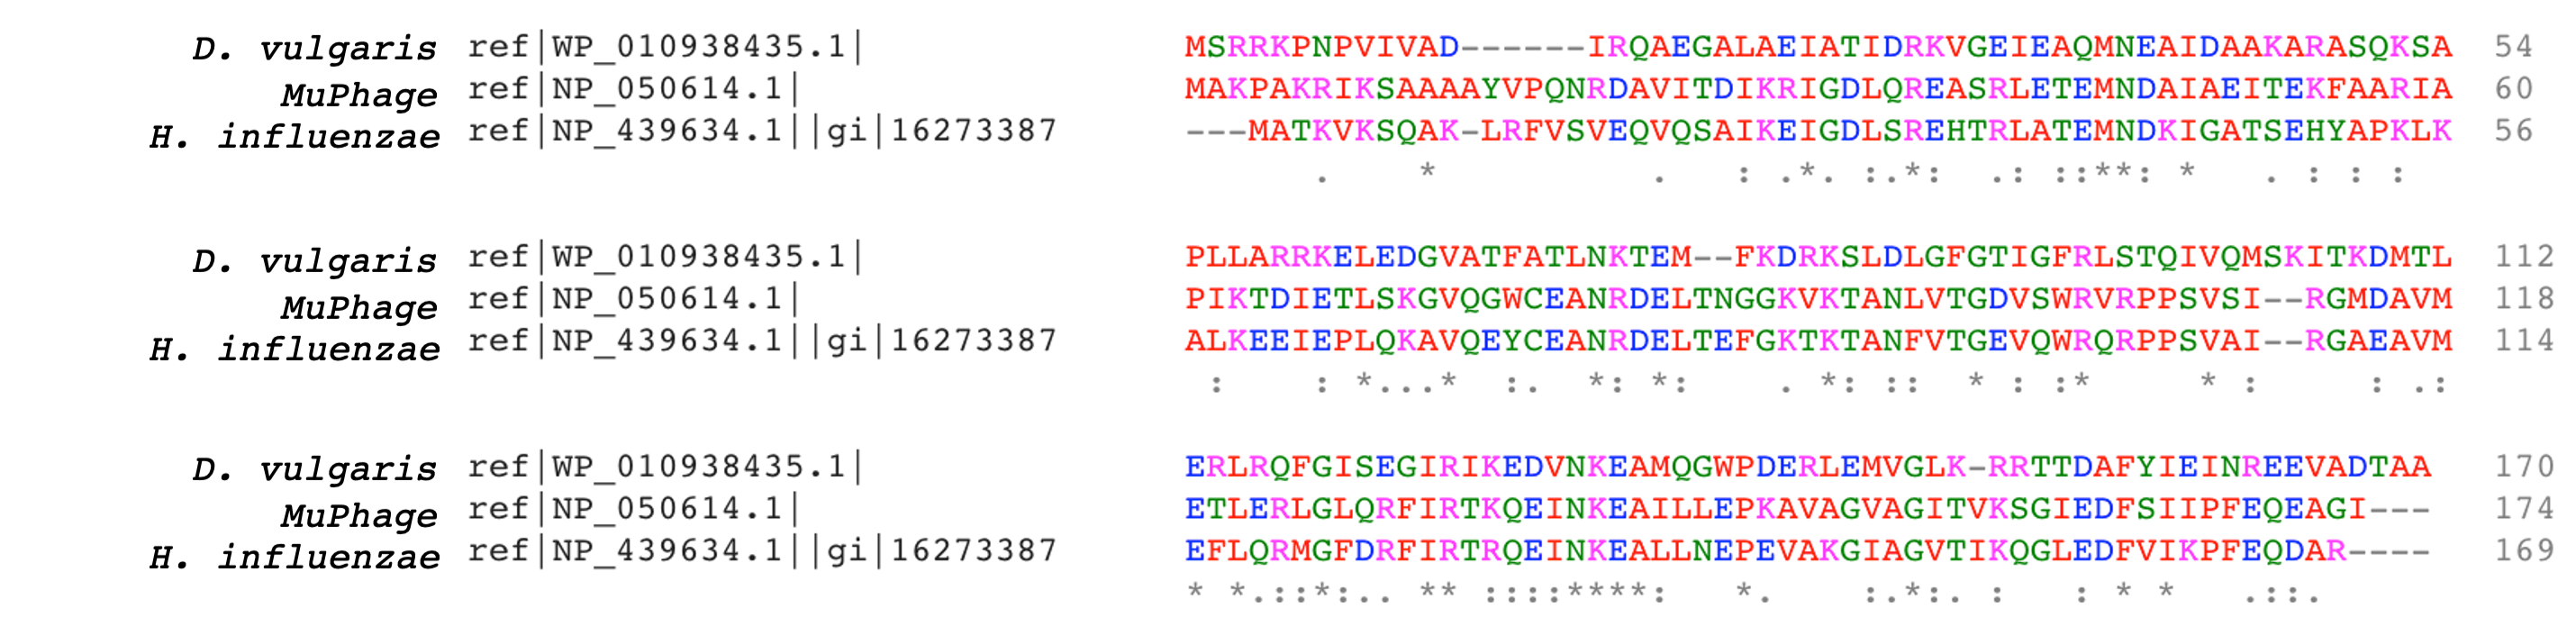 D. vulgaris ref|WP_010938435.1| MSRRKPNPVIVAD------IRQAEGALAEIATIDRKVGEIEAQMNEAIDAAKARASQKSA 54
MuPhage ref|NP_050614.1| MAKPAKRIKSAAAAYVPQNRDAVITDIKRIGDLQREASRLETEMNDAIAEITEKFAARIA 60
H. influenzae ref|NP_439634.1||gi|16273387 ---MATKVKSQAK-LRFVSVEQVQSAIKEIGDLSREHTRLATEMNDKIGATSEHYAPKLK 56
. * . : .*. :.*: .: ::**: * . : : :
D. vulgaris ref|WP_010938435.1| PLLARRKELEDGVATFATLNKTEM--FKDRKSLDLGFGTIGFRLSTQIVQMSKITKDMTL 112
MuPhage ref|NP_050614.1| PIKTDIETLSKGVQGWCEANRDELTNGGKVKTANLVTGDVSWRVRPPSVSI--RGMDAVM 118
H. influenzae ref|NP_439634.1||gi|16273387 ALKEEIEPLQKAVQEYCEANRDELTEFGKTKTANFVTGEVQWRQRPPSVAI--RGAEAVM 114
: : *...* :. *: *: . *: :: * : :* * : : .:
D. vulgaris ref|WP_010938435.1| ERLRQFGISEGIRIKEDVNKEAMQGWPDERLEMVGLK-RRTTDAFYIEINREEVADTAA 170
MuPhage ref|NP_050614.1| ETLERLGLQRFIRTKQEINKEAILLEPKAVAGVAGITVKSGIEDFSIIPFEQEAGI--- 174
H. influenzae ref|NP_439634.1||gi|16273387 EFLQRMGFDRFIRTRQEINKEALLNEPEVAKGIAGVTIKQGLEDFVIKPFEQDAR---- 169
* *.::*:.. ** ::::****: *. :.*:. : : * * .::.